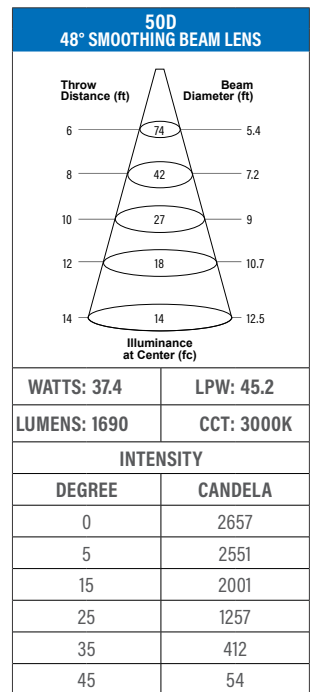 50D
48° SMOOTHING BEAM LENS
Throw Beam
Distance (ft) Diameter (ft)
6 74 5.4
8 42 7.2
10 27 9
12 18 10.7
14 14 12.5
Illuminance
at Center (fc)
WATTS: 37.4 LPW: 45.2
LUMENS: 1690 CCT: 3000K
INTENSITY
DEGREE CANDELA
0 2657
5 2551
15 2001
25 1257
35 412
45 54